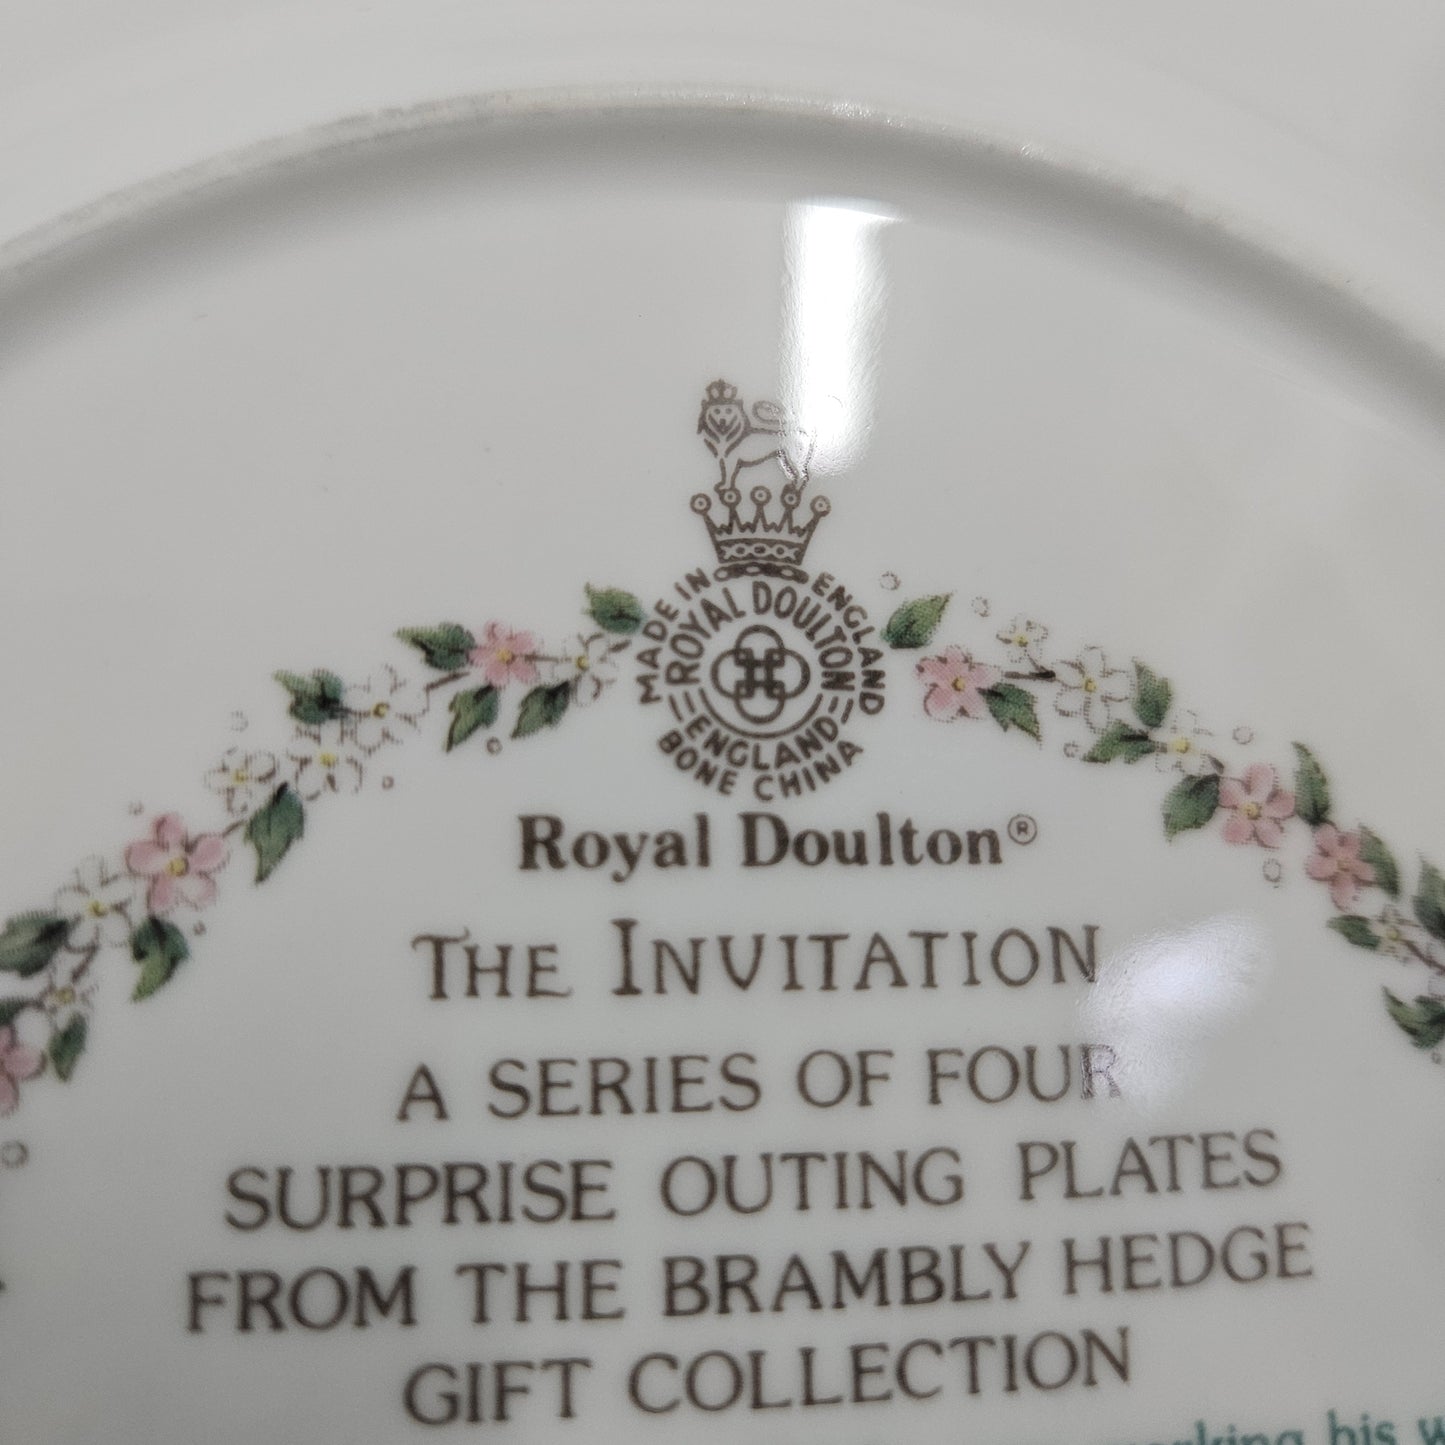 MADE IN ENGLAND
ROYAL DOULTON
ENGLAND
BONE CHINA
Royal Doulton®
THE INVITATION
A SERIES OF FOUR
SURPRISE OUTING PLATES
FROM THE BRAMBLY HEDGE
GIFT COLLECTION
his